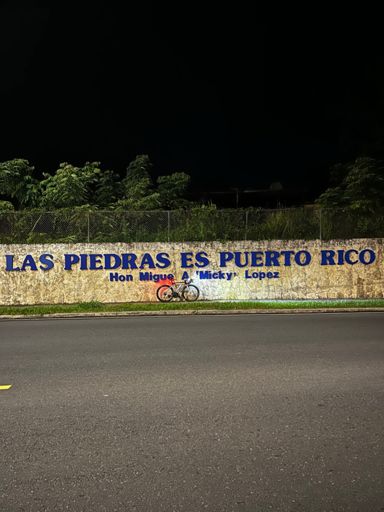 LAS PIEDRAS ES PUERTO RICO
Hon Migue A "Micky" Lopez